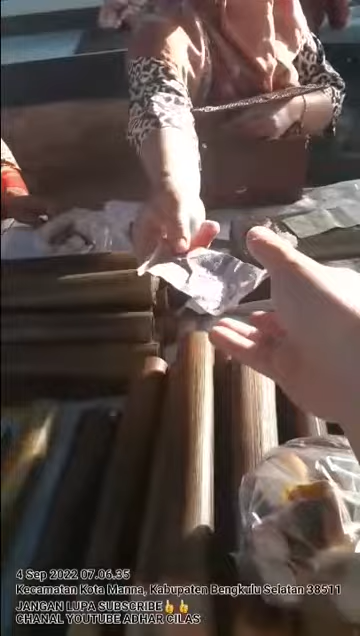 4 Sep 2022 07.06.35
Kecamatan Kota Manna, Kabupaten Bengkulu Selatan 38511
JANGAN LUPA SUBSCRIBE👆👆
CHANAL YOUTUBE ADHAR CILAS